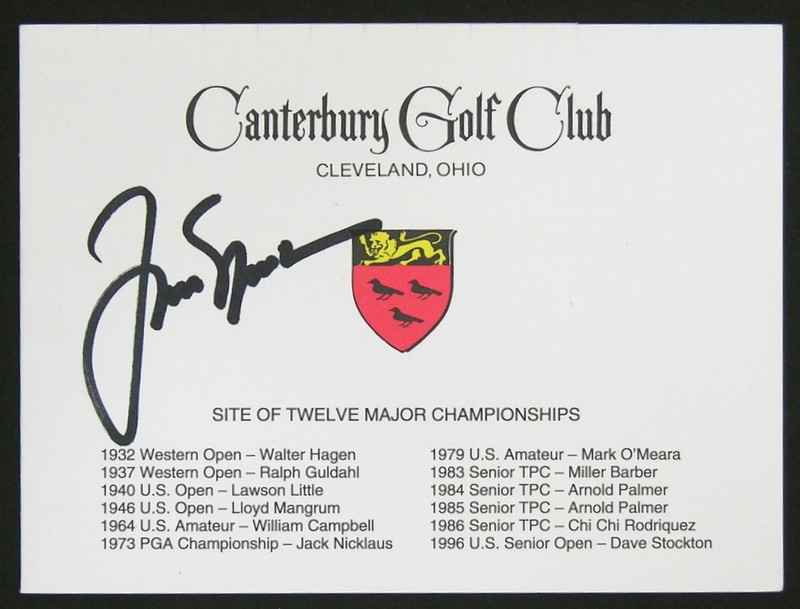 Canterbury Golf Club
CLEVELAND, OHIO
SITE OF TWELVE MAJOR CHAMPIONSHIPS
1932 Western Open – Walter Hagen
1937 Western Open – Ralph Guldahl
1940 U.S. Open – Lawson Little
1946 U.S. Open – Lloyd Mangrum
1964 U.S. Amateur – William Campbell
1973 PGA Championship – Jack Nicklaus
1979 U.S. Amateur – Mark O'Meara
1983 Senior TPC – Miller Barber
1984 Senior TPC – Arnold Palmer
1985 Senior TPC – Arnold Palmer
1986 Senior TPC – Chi Chi Rodriquez
1996 U.S. Senior Open – Dave Stockton